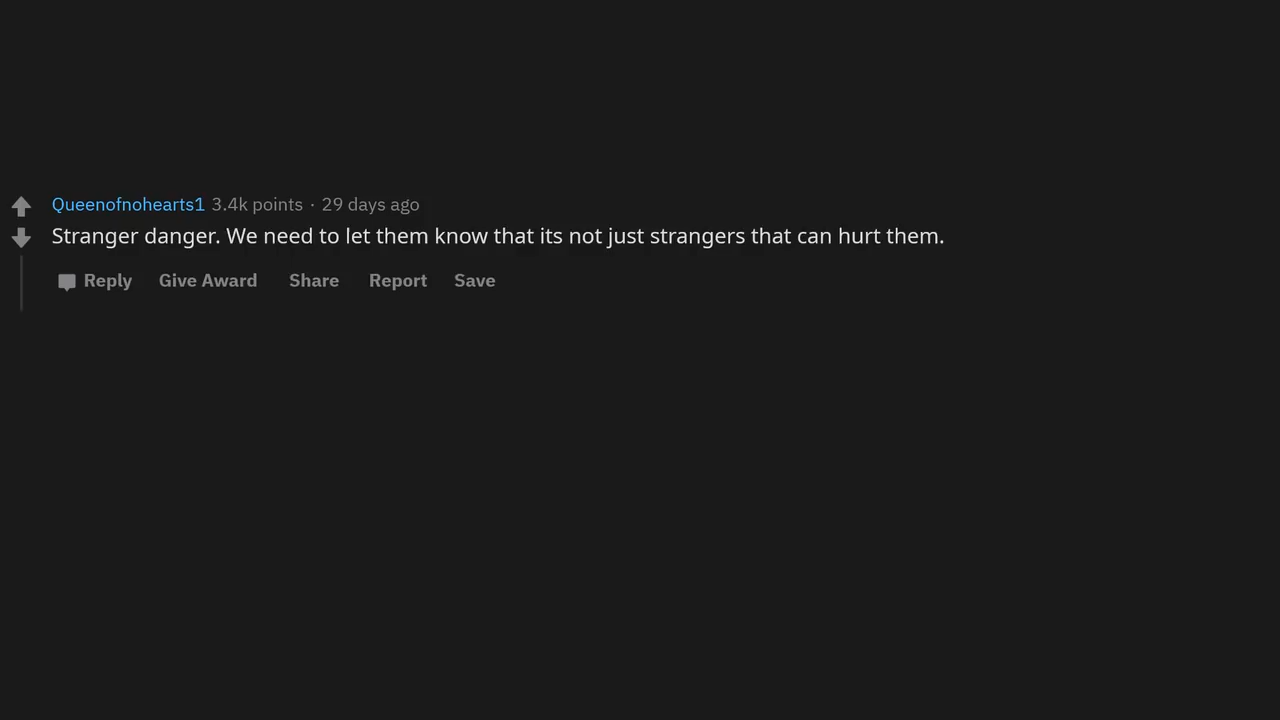 Queenofnohearts1 3.4k points · 29 days ago
Stranger danger. We need to let them know that its not just strangers that can hurt them.
Reply Give Award Share Report Save